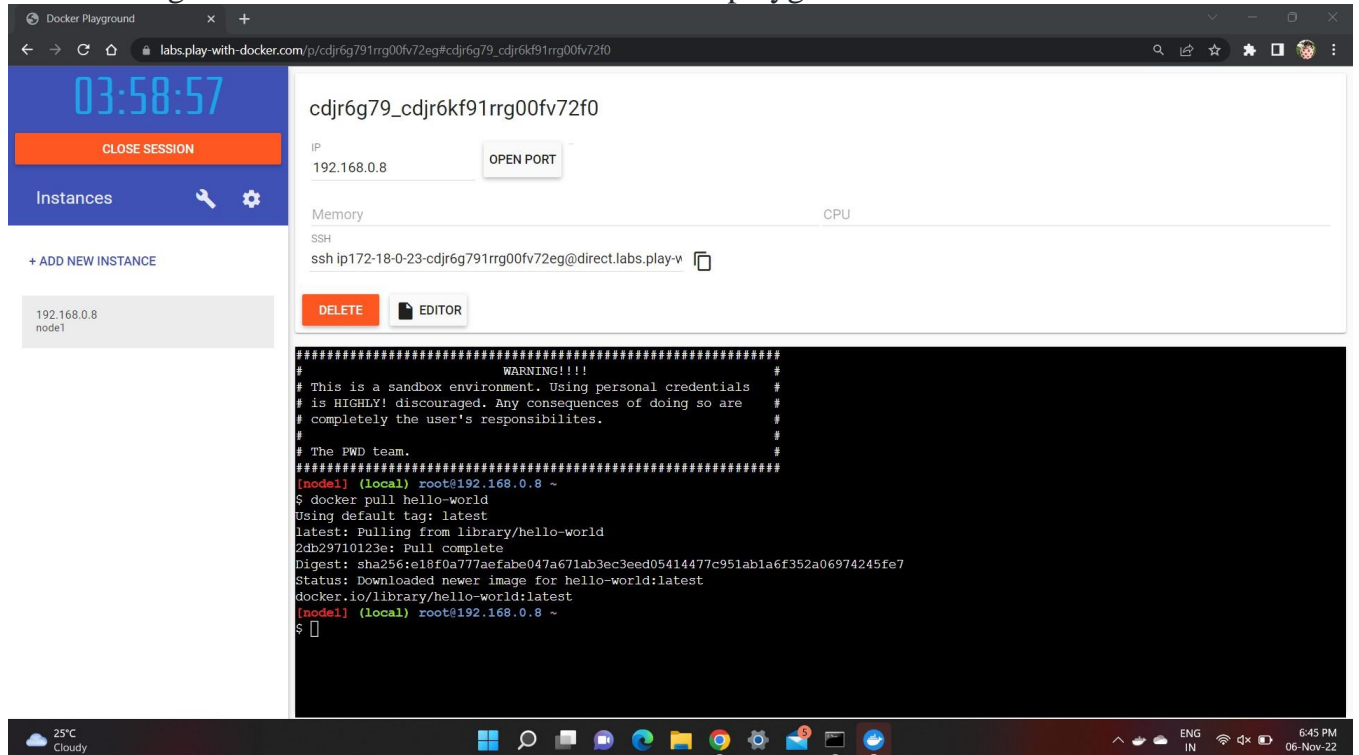 Docker Playground
labs.play-with-docker.com/p/cdjr6g791rrg00fv72eg#cdjr6g79_cdjr6kf91rrg00fv72f0
03:58:57
CLOSE SESSION
Instances
+ ADD NEW INSTANCE
192.168.0.8
node1
cdjr6g79_cdjr6kf91rrg00fv72f0
IP
192.168.0.8
OPEN PORT
Memory
CPU
SSH
ssh ip172-18-0-23-cdjr6g791rrg00fv72eg@direct.labs.play-w
DELETE
EDITOR
###############################################################
# WARNING!!!! #
# This is a sandbox environment. Using personal credentials #
# is HIGHLY! discouraged. Any consequences of doing so are #
# completely the user's responsibilites. #
# #
# The PWD team. #
###############################################################
[node1] (local) root@192.168.0.8 ~
$ docker pull hello-world
Using default tag: latest
latest: Pulling from library/hello-world
2db29710123e: Pull complete
Digest: sha256:e18f0a777aefabe047a671ab3ec3eed05414477c951ab1a6f352a06974245fe7
Status: Downloaded newer image for hello-world:latest
docker.io/library/hello-world:latest
[node1] (local) root@192.168.0.8 ~
$
25°C
Cloudy
5
ENG
IN
6:45 PM
06-Nov-22